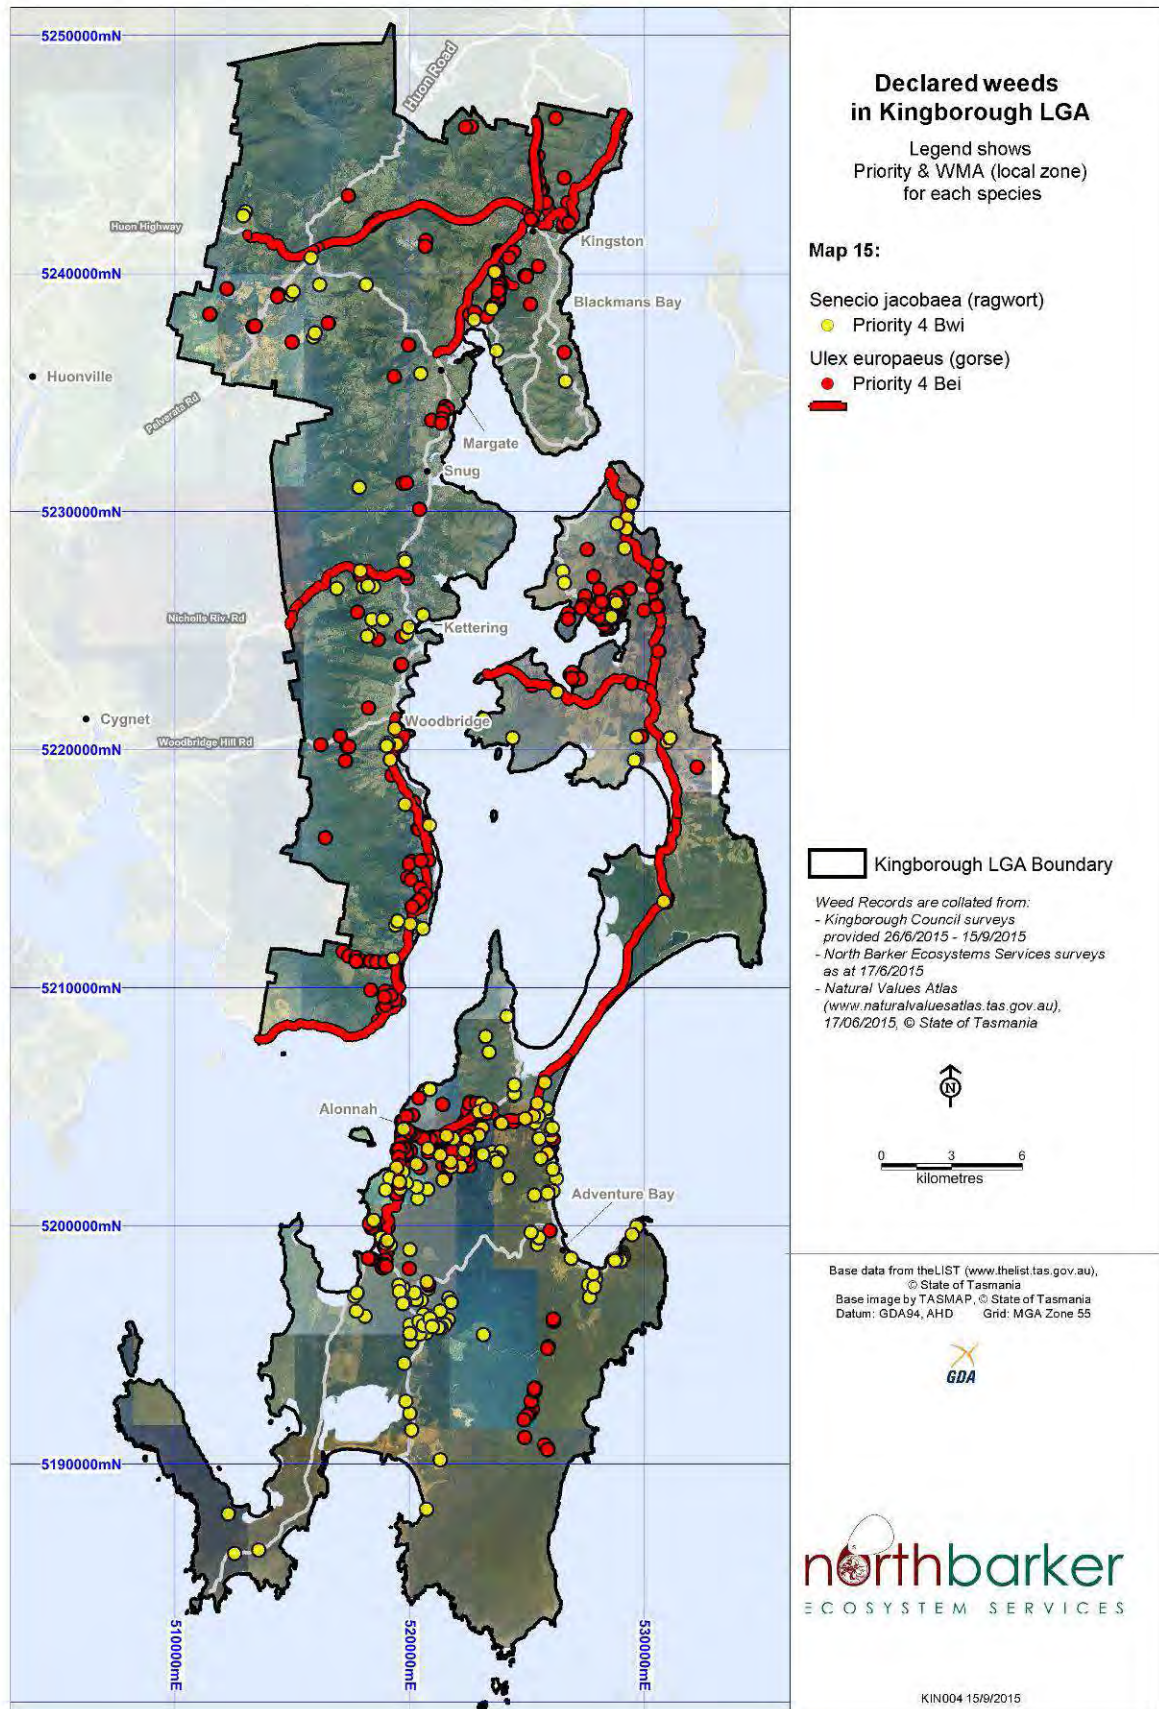 5250000mN
Huon Road
Huon Highway
Kingston
5240000mN
Blackmans Bay
Huonville
Pelverata Rd
Margate
Snug
5230000mN
Nicholls Riv. Rd
Kettering
Cygnet
Woodbridge
Woodbridge Hill Rd
5220000mN
5210000mN
Alonnah
Adventure Bay
5200000mN
5190000mN
510000mE
520000mE
530000mE
Declared weeds
in Kingborough LGA
Legend shows
Priority & WMA (local zone)
for each species
Map 15:
Senecio jacobaea (ragwort)
Priority 4 Bwi
Ulex europaeus (gorse)
Priority 4 Bei
Kingborough LGA Boundary
Weed Records are collated from:
- Kingborough Council surveys
provided 26/6/2015 - 15/9/2015
- North Barker Ecosystems Services surveys
as at 17/6/2015
- Natural Values Atlas
(www.naturalvaluesatlas.tas.gov.au),
17/06/2015, © State of Tasmania
N
0 3 6
kilometres
Base data from theLIST (www.thelist.tas.gov.au),
© State of Tasmania
Base image by TASMAP, © State of Tasmania
Datum: GDA94, AHD Grid: MGA Zone 55
GDA
northbarker
ECOSYSTEM SERVICES
KIN004 15/9/2015